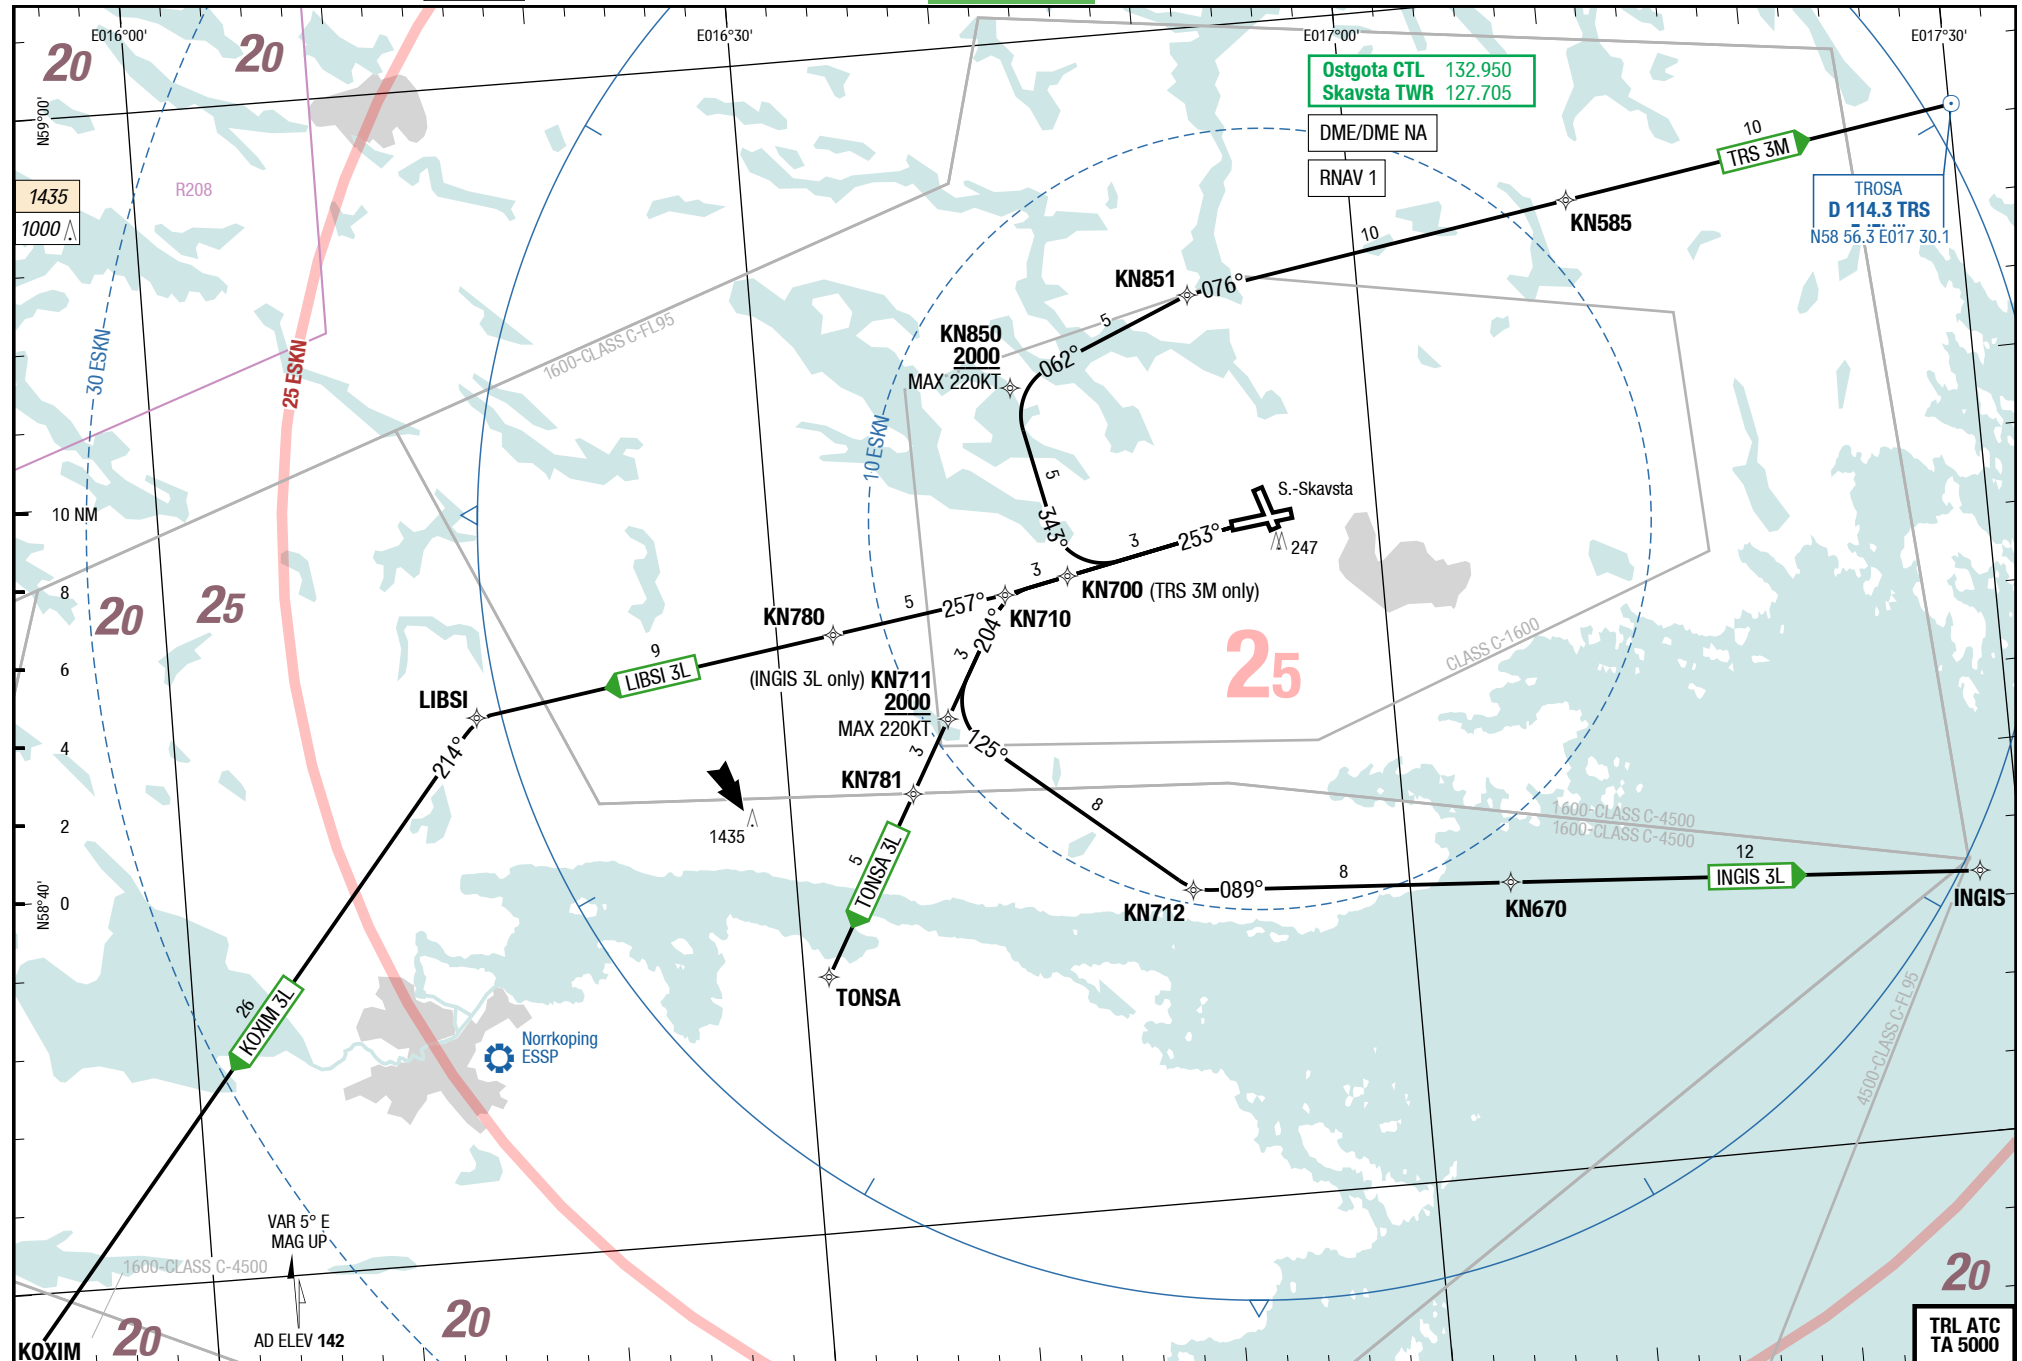 E016°00'
E016°30'
E017°00'
E017°30'
20
20
Ostgota CTL 132.950
Skavsta TWR 127.705
DME/DME NA
RNAV 1
N59°00'
1435
1000
R208
10
TRS 3M
TROSA
D 114.3 TRS
N58 56.3 E017 30.1
KN585
10
KN851
076°
5
KN850
2000
MAX 220KT
062°
1600-CLASS C-FL95
30 ESKN
25 ESKN
10 ESKN
5
343°
S.-Skavsta
247
3
253°
10 NM
8
6
4
2
0
20
25
3
KN700 (TRS 3M only)
KN710
5
257°
KN780
204°
9
LIBSI 3L
LIBSI
(INGIS 3L only) KN711
2000
MAX 220KT
3
25
CLASS C-1600
214°
125°
3
KN781
1435
8
1600-CLASS C-4500
1600-CLASS C-4500
5
TONSA 3L
12
INGIS 3L
8
089°
KN712
KN670
INGIS
N58°40'
TONSA
26
KOXIM 3L
Norrkoping
ESSP
4500-CLASS C-FL95
VAR 5° E
MAG UP
1600-CLASS C-4500
20
20
20
AD ELEV 142
KOXIM
TRL ATC
TA 5000